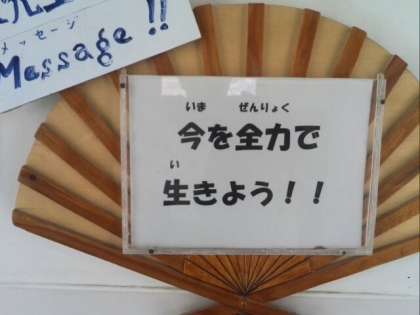 メッセージ
Message!!
いま ぜんりょく
今を全力で
い
生きよう！！